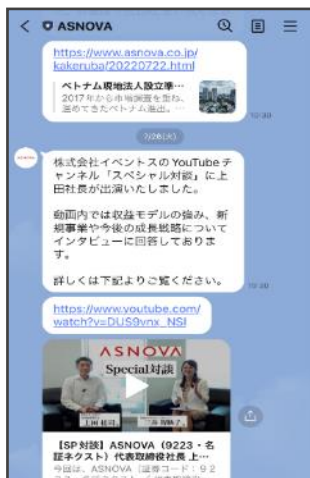 ASNOVA
https://www.asnova.co.jp/
kakeruba/20220722.html
ベトナム現地法人設立準…
2017年から市場調査を重ね、
温めてきたベトナム進出。…
10:30
7/26(火)
株式会社イベントスのYouTubeチ
ャンネル「スペシャル対談」に上
田社長が出演いたしました。
動画内では収益モデルの強み、新
規事業や今後の成長戦略について
インタビューに回答しておりま
す。
詳しくは下記よりご覧ください。
10:30
https://www.youtube.com/
watch?v=DUS9vnx_NSI
ASNOVA
Special対談
上田 桂司
【SP対談】ASNOVA（9223・名
証ネクスト）代表取締役社長 上…
今回は、ASNOVA（証券コード：９２